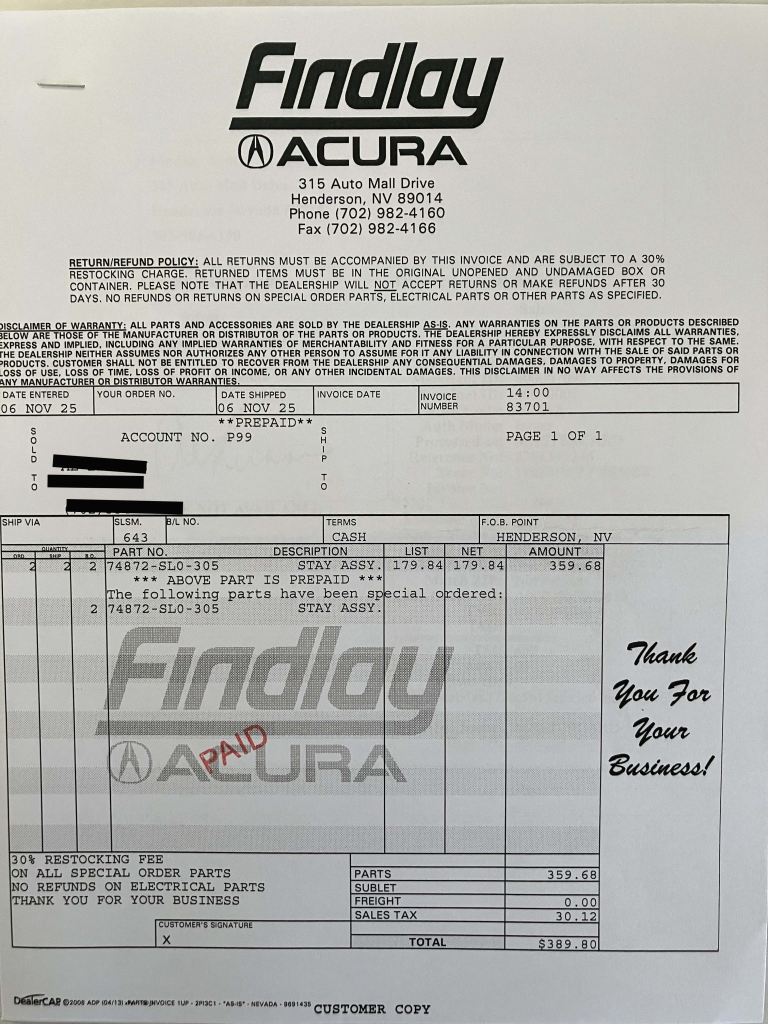 Findlay
ACURA
315 Auto Mall Drive
Henderson, NV 89014
Phone (702) 982-4160
Fax (702) 982-4166
RETURN/REFUND POLICY: ALL RETURNS MUST BE ACCOMPANIED BY THIS INVOICE AND ARE SUBJECT TO A 30%
RESTOCKING CHARGE. RETURNED ITEMS MUST BE IN THE ORIGINAL UNOPENED AND UNDAMAGED BOX OR
CONTAINER. PLEASE NOTE THAT THE DEALERSHIP WILL NOT ACCEPT RETURNS OR MAKE REFUNDS AFTER 30
DAYS. NO REFUNDS OR RETURNS ON SPECIAL ORDER PARTS, ELECTRICAL PARTS OR OTHER PARTS AS SPECIFIED.
DISCLAIMER OF WARRANTY: ALL PARTS AND ACCESSORIES ARE SOLD BY THE DEALERSHIP AS-IS. ANY WARRANTIES ON THE PARTS OR PRODUCTS DESCRIBED
BELOW ARE THOSE OF THE MANUFACTURER OR DISTRIBUTOR OF THE PARTS OR PRODUCTS. THE DEALERSHIP HEREBY EXPRESSLY DISCLAIMS ALL WARRANTIES,
EXPRESS AND IMPLIED, INCLUDING ANY IMPLIED WARRANTIES OF MERCHANTABILITY AND FITNESS FOR A PARTICULAR PURPOSE, WITH RESPECT TO THE SAME.
THE DEALERSHIP NEITHER ASSUMES NOR AUTHORIZES ANY OTHER PERSON TO ASSUME FOR IT ANY LIABILITY IN CONNECTION WITH THE SALE OF SAID PARTS OR
PRODUCTS. CUSTOMER SHALL NOT BE ENTITLED TO RECOVER FROM THE DEALERSHIP ANY CONSEQUENTIAL DAMAGES, DAMAGES TO PROPERTY, DAMAGES FOR
LOSS OF USE, LOSS OF TIME, LOSS OF PROFIT OR INCOME, OR ANY OTHER INCIDENTAL DAMAGES. THIS DISCLAIMER IN NO WAY AFFECTS THE PROVISIONS OF
ANY MANUFACTURER OR DISTRIBUTOR WARRANTIES.
DATE ENTERED YOUR ORDER NO. DATE SHIPPED INVOICE DATE INVOICE NUMBER 14:00
06 NOV 25 06 NOV 25 83701
**PREPAID**
SOLD TO ACCOUNT NO. P99 SHIP TO PAGE 1 OF 1
SHIP VIA SLSM. B/L NO. TERMS F.O.B. POINT
643 CASH HENDERSON, NV
QUANTITY
ORD SHIP B.O. PART NO. DESCRIPTION LIST NET AMOUNT
2 2 2 74872-SL0-305 STAY ASSY. 179.84 179.84 359.68
*** ABOVE PART IS PREPAID ***
The following parts have been special ordered:
2 74872-SL0-305 STAY ASSY.
Findlay
ACURA
PAID
Thank
You For
Your
Business!
30% RESTOCKING FEE
ON ALL SPECIAL ORDER PARTS
NO REFUNDS ON ELECTRICAL PARTS
THANK YOU FOR YOUR BUSINESS
CUSTOMER'S SIGNATURE
X
PARTS 359.68
SUBLET
FREIGHT 0.00
SALES TAX 30.12
TOTAL $389.80
DealerCAP ©2006 ADP (04/13) PARTS INVOICE 1UP - 2PI3C1 - "AS-IS" - NEVADA - 9691435
CUSTOMER COPY